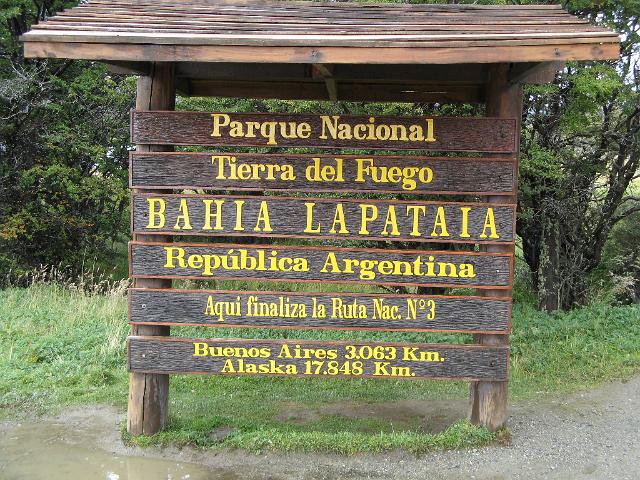 Parque Nacional
Tierra del Fuego
BAHIA LAPATAIA
República Argentina
Aqui finaliza la Ruta Nac. N°3
Buenos Aires 3.063 Km.
Alaska 17.848 Km.